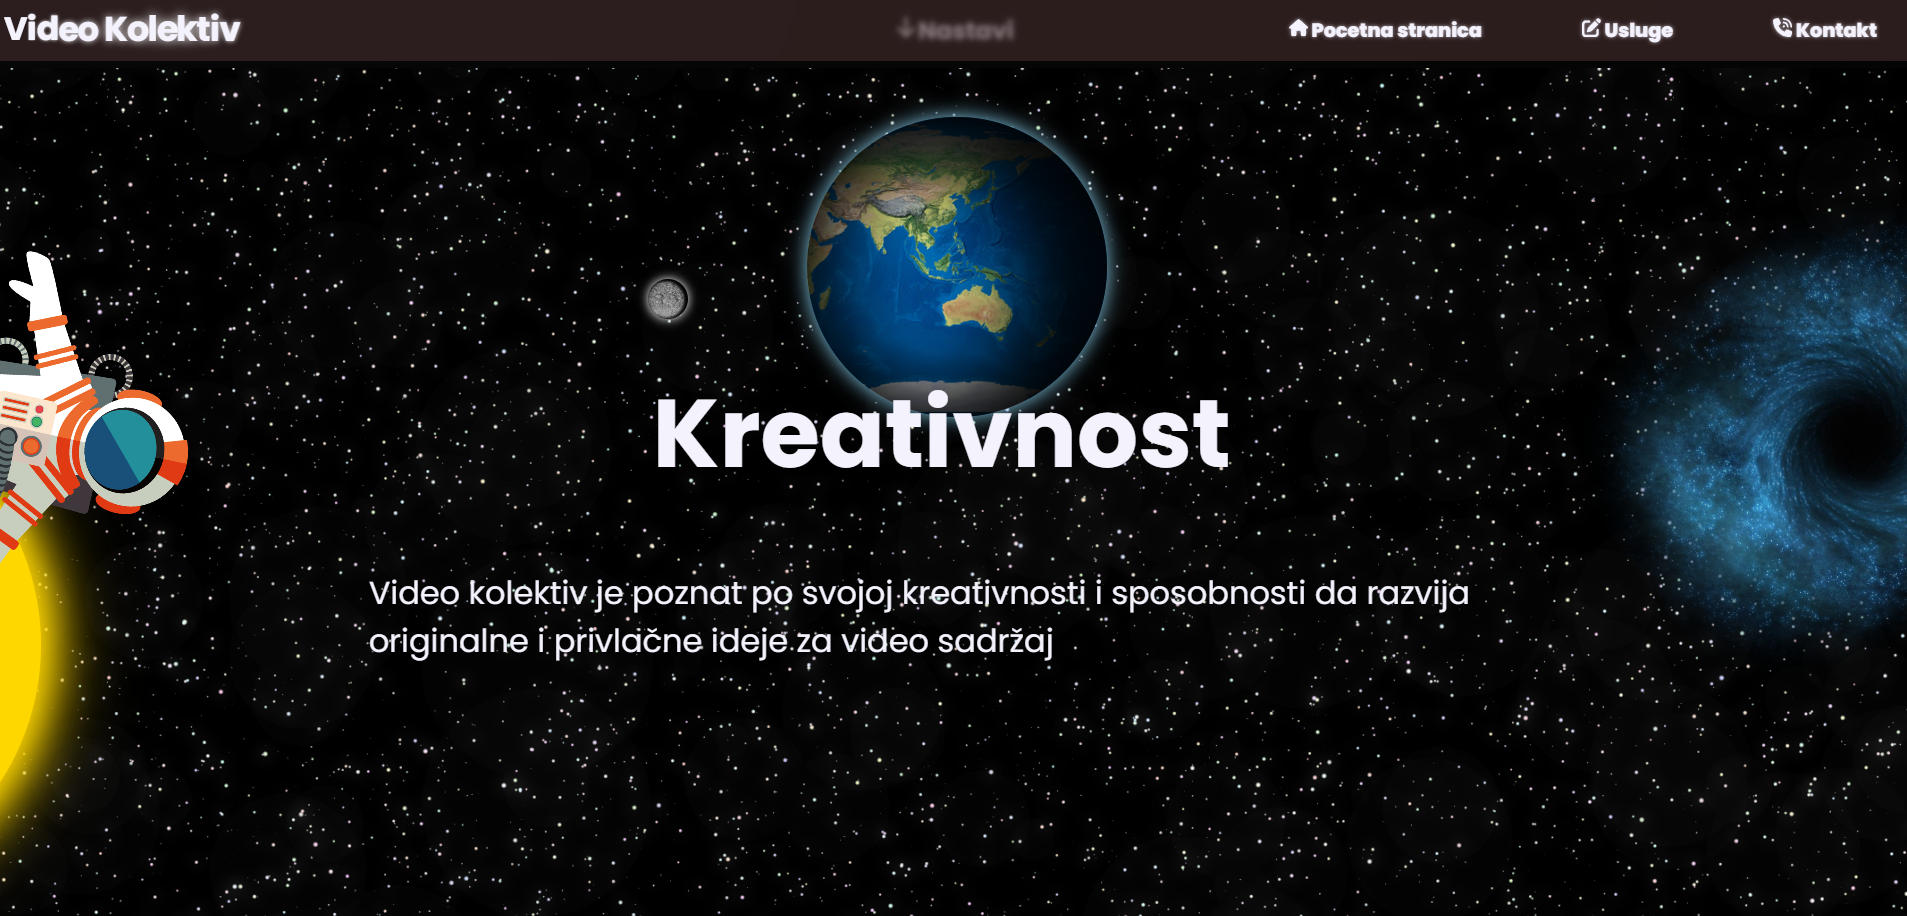 Video Kolektiv
Nastavi
Pocetna stranica
Usluge
Kontakt
Kreativnost
Video kolektiv je poznat po svojoj kreativnosti i sposobnosti da razvija
originalne i privlačne ideje za video sadržaj